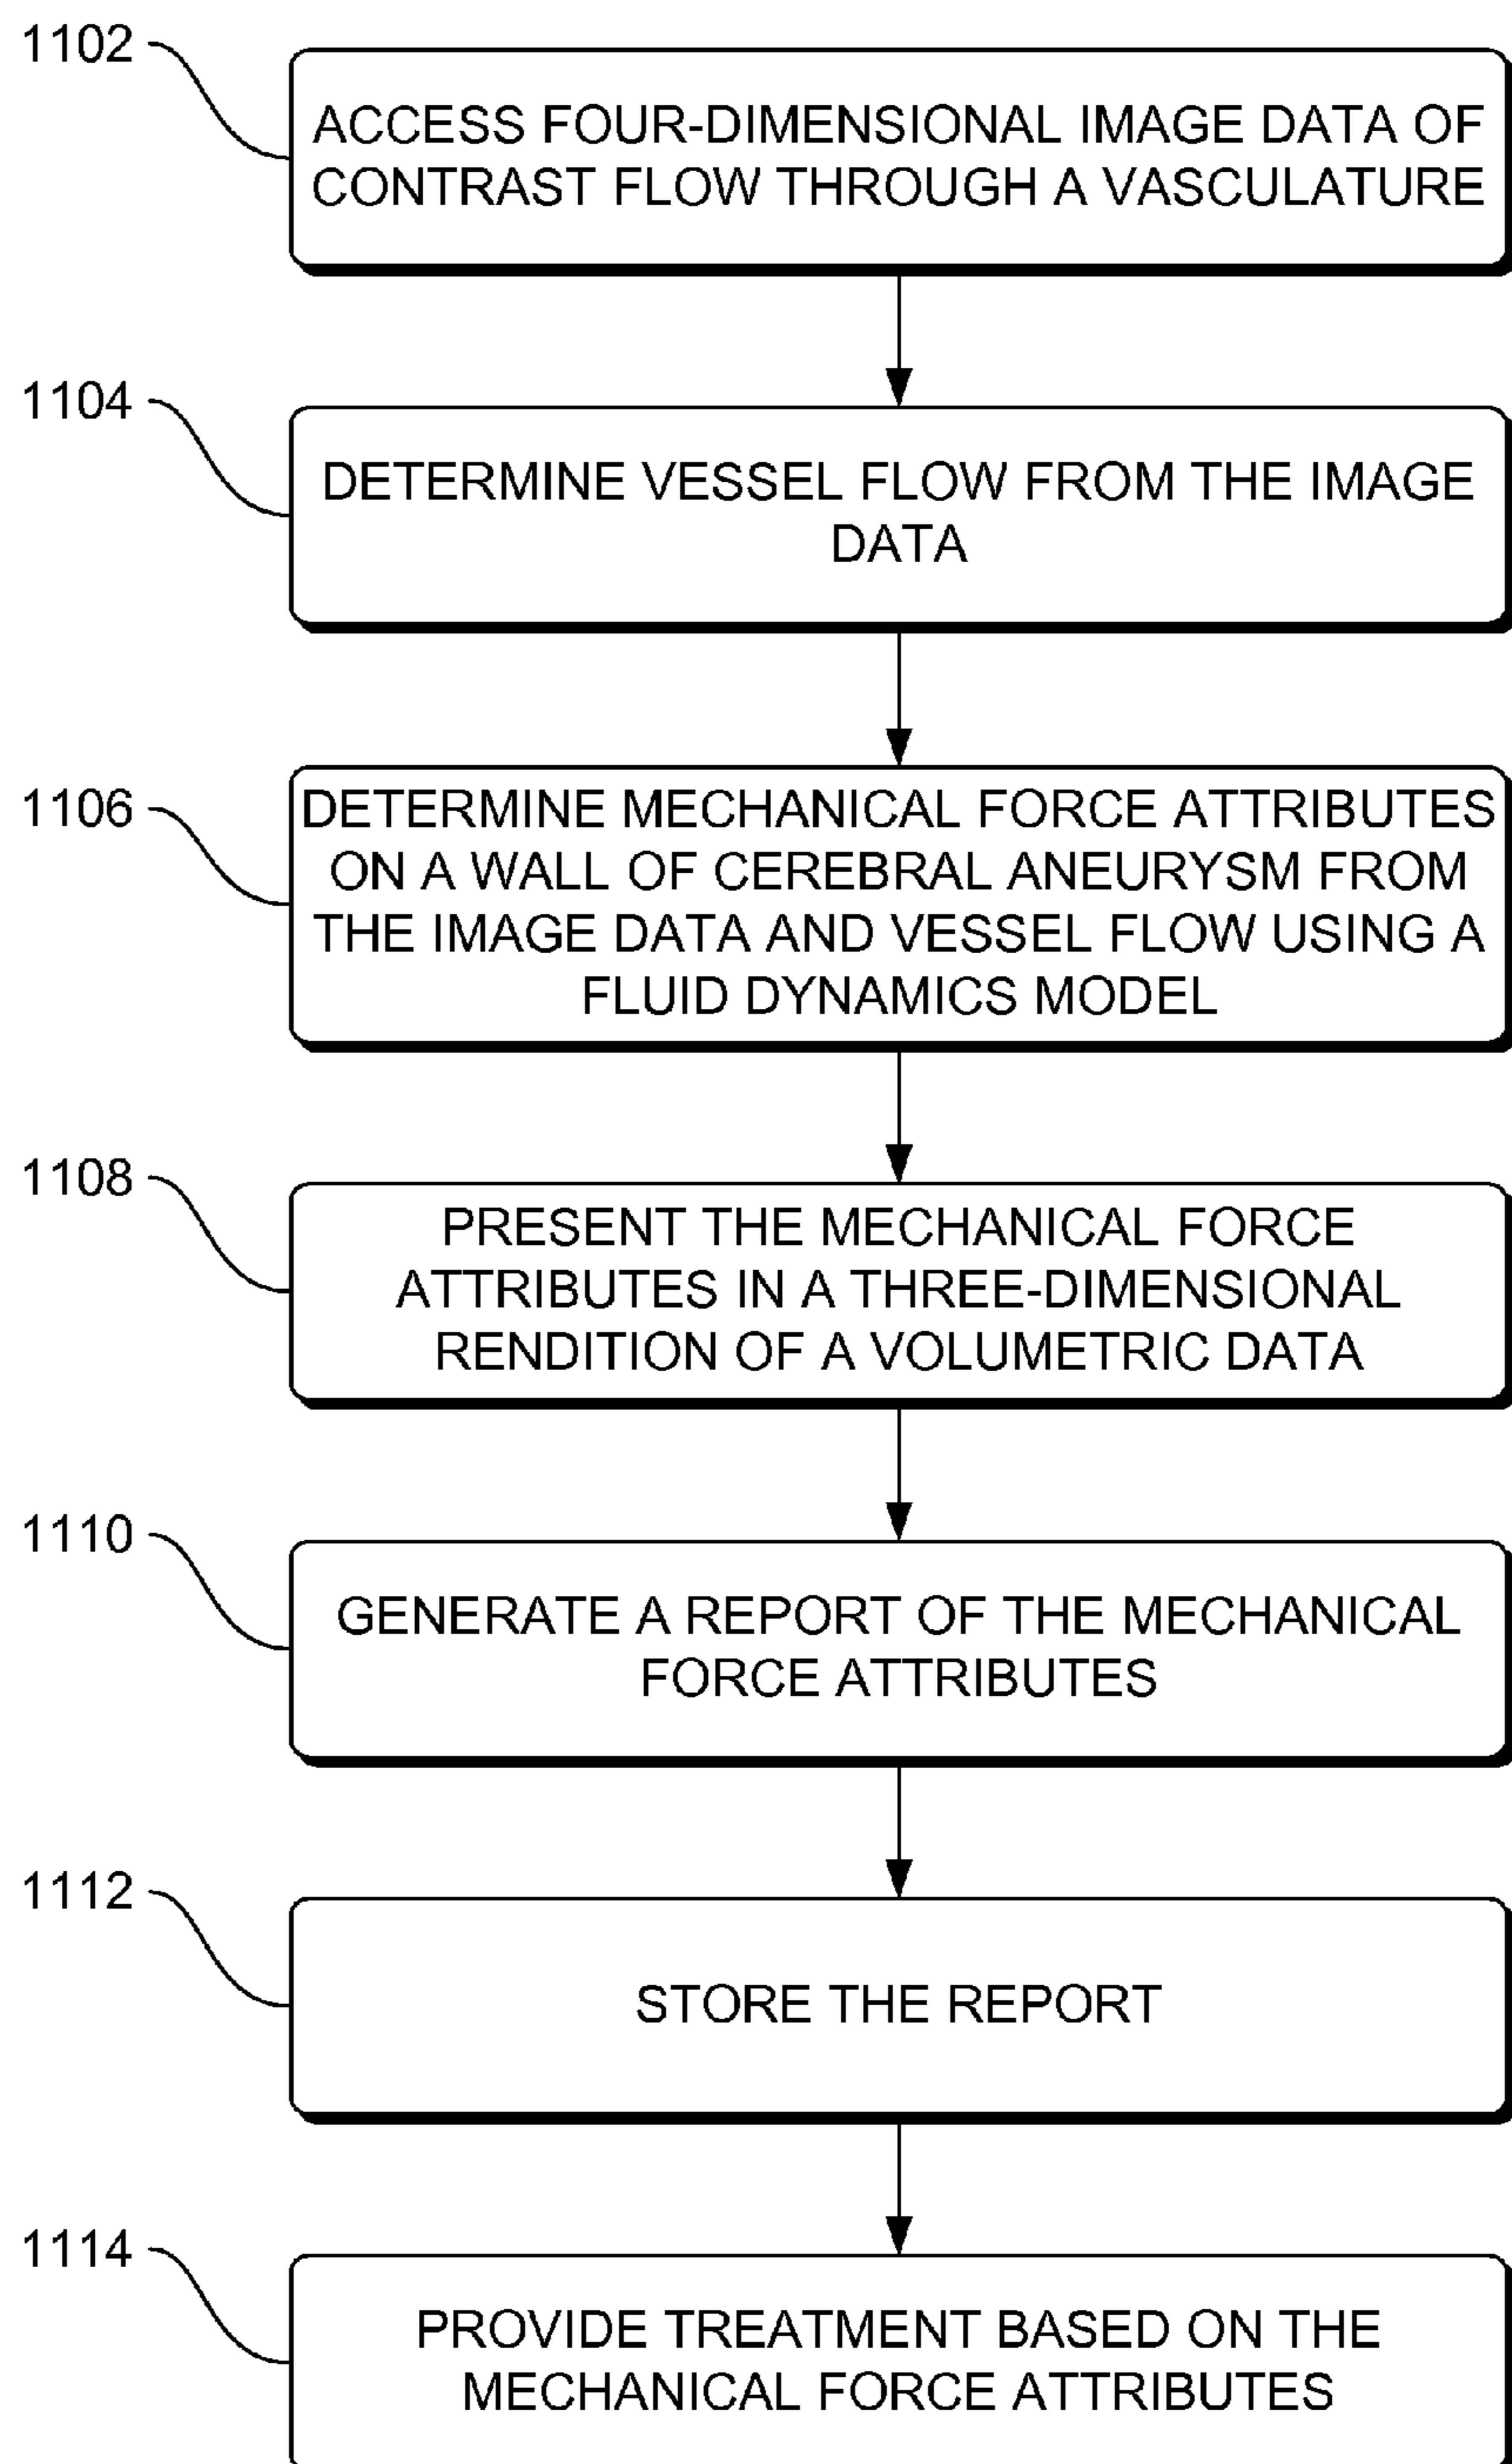 1102
ACCESS FOUR-DIMENSIONAL IMAGE DATA OF
CONTRAST FLOW THROUGH A VASCULATURE
1104
DETERMINE VESSEL FLOW FROM THE IMAGE
DATA
1106
DETERMINE MECHANICAL FORCE ATTRIBUTES
ON A WALL OF CEREBRAL ANEURYSM FROM
THE IMAGE DATA AND VESSEL FLOW USING A
FLUID DYNAMICS MODEL
1108
PRESENT THE MECHANICAL FORCE
ATTRIBUTES IN A THREE-DIMENSIONAL
RENDITION OF A VOLUMETRIC DATA
1110
GENERATE A REPORT OF THE MECHANICAL
FORCE ATTRIBUTES
1112
STORE THE REPORT
1114
PROVIDE TREATMENT BASED ON THE
MECHANICAL FORCE ATTRIBUTES